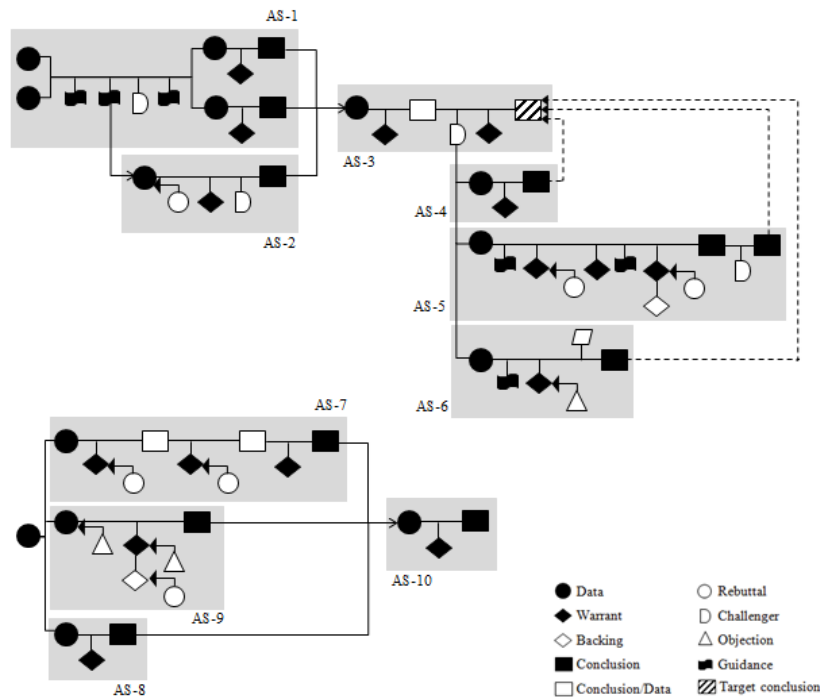 AS-1
AS-3
AS-4
AS-2
AS-5
AS-6
AS-7
AS-10
AS-9
AS-8
Data
Warrant
Backing
Conclusion
Conclusion/Data
Rebuttal
Challenger
Objection
Guidance
Target conclusion